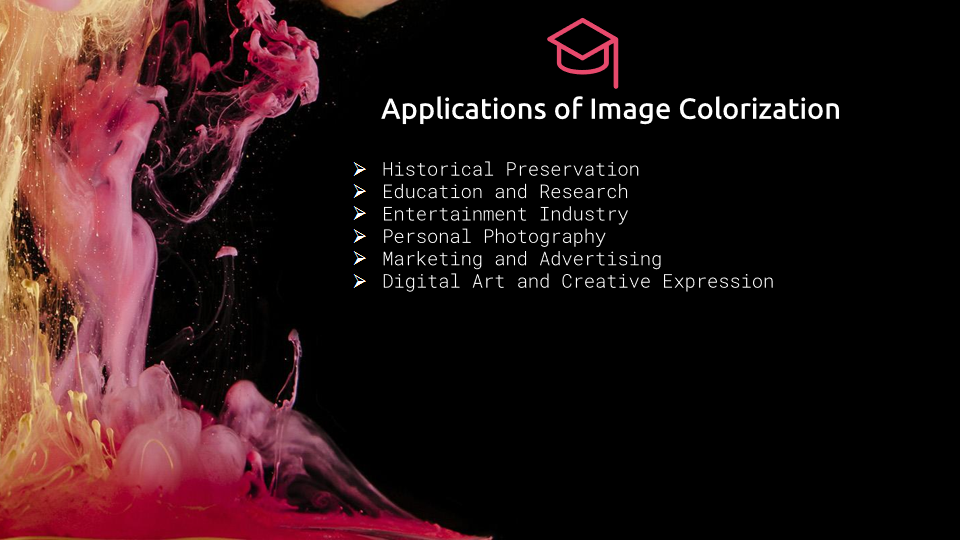 Applications of Image Colorization
➢ Historical Preservation
➢ Education and Research
➢ Entertainment Industry
➢ Personal Photography
➢ Marketing and Advertising
➢ Digital Art and Creative Expression